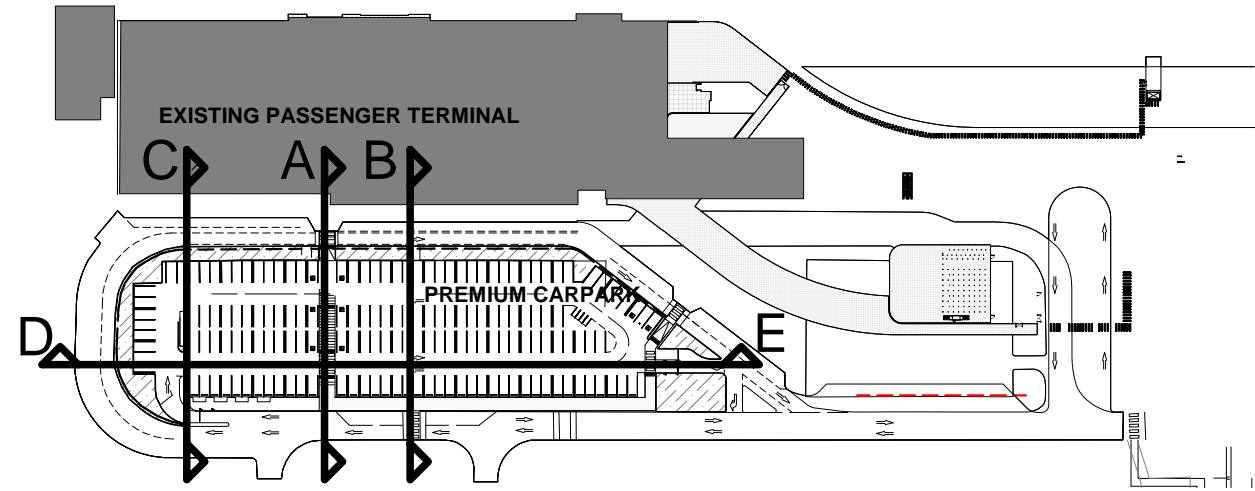 EXISTING PASSENGER TERMINAL
C A B
PREMIUM CARPARK
D E